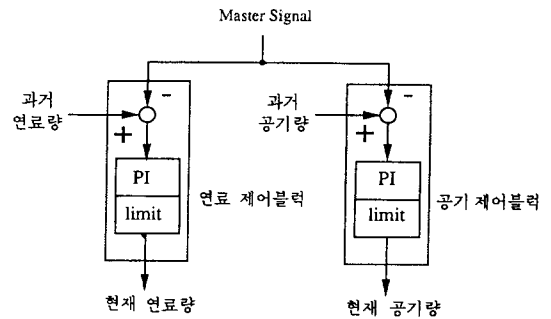 Master Signal
과거
연료량
과거
공기량
PI
limit
연료 제어블럭
PI
limit
공기 제어블럭
현재 연료량
현재 공기량